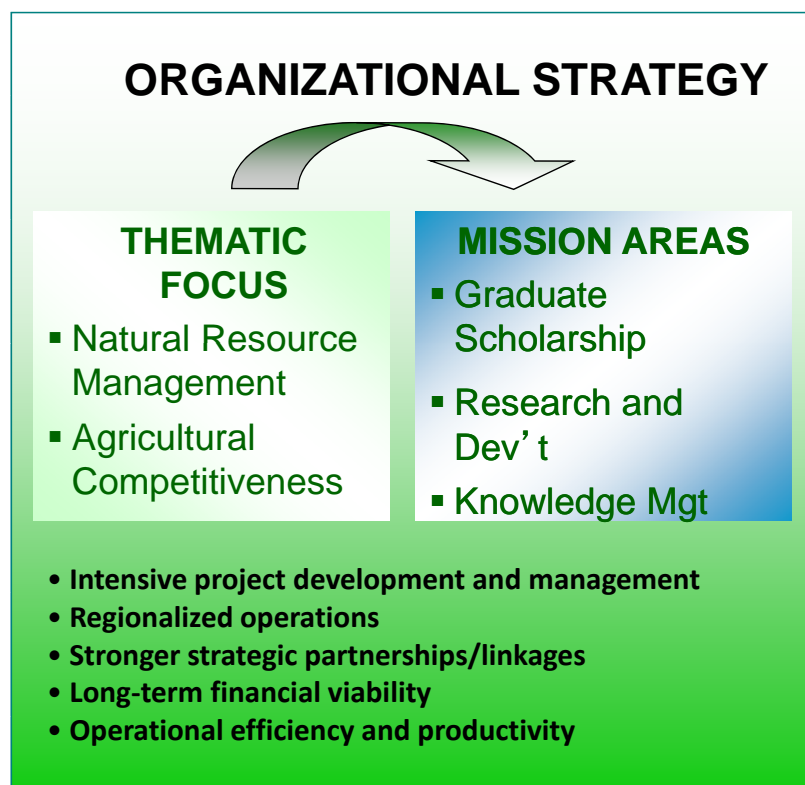 ORGANIZATIONAL STRATEGY
THEMATIC
FOCUS
▪ Natural Resource
Management
▪ Agricultural
Competitiveness
MISSION AREAS
▪ Graduate
Scholarship
▪ Research and
Dev’ t
▪ Knowledge Mgt
• Intensive project development and management
• Regionalized operations
• Stronger strategic partnerships/linkages
• Long-term financial viability
• Operational efficiency and productivity